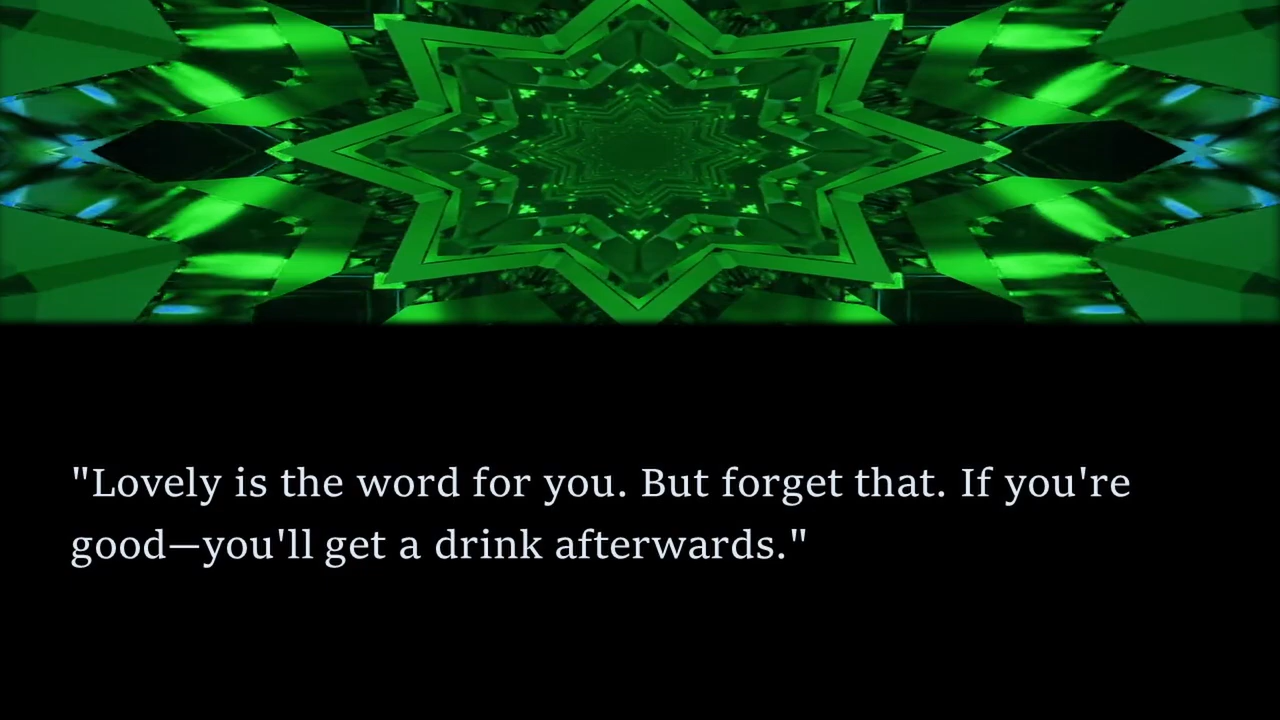 "Lovely is the word for you. But forget that. If you're
good—you'll get a drink afterwards."